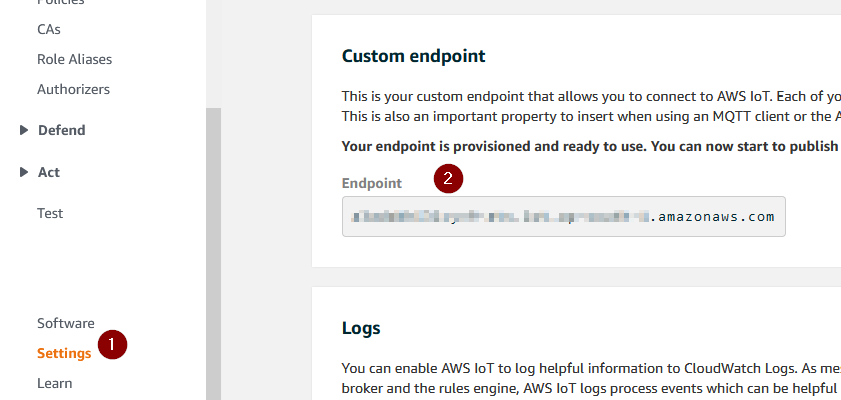 Policies
CAs
Role Aliases
Authorizers
Defend
Act
Test
Software
Settings
1
Learn
Custom endpoint
This is your custom endpoint that allows you to connect to AWS IoT. Each of yo
This is also an important property to insert when using an MQTT client or the A
Your endpoint is provisioned and ready to use. You can now start to publish
Endpoint
2
.amazonaws.com
Logs
You can enable AWS IoT to log helpful information to CloudWatch Logs. As me
broker and the rules engine, AWS IoT logs process events which can be helpful